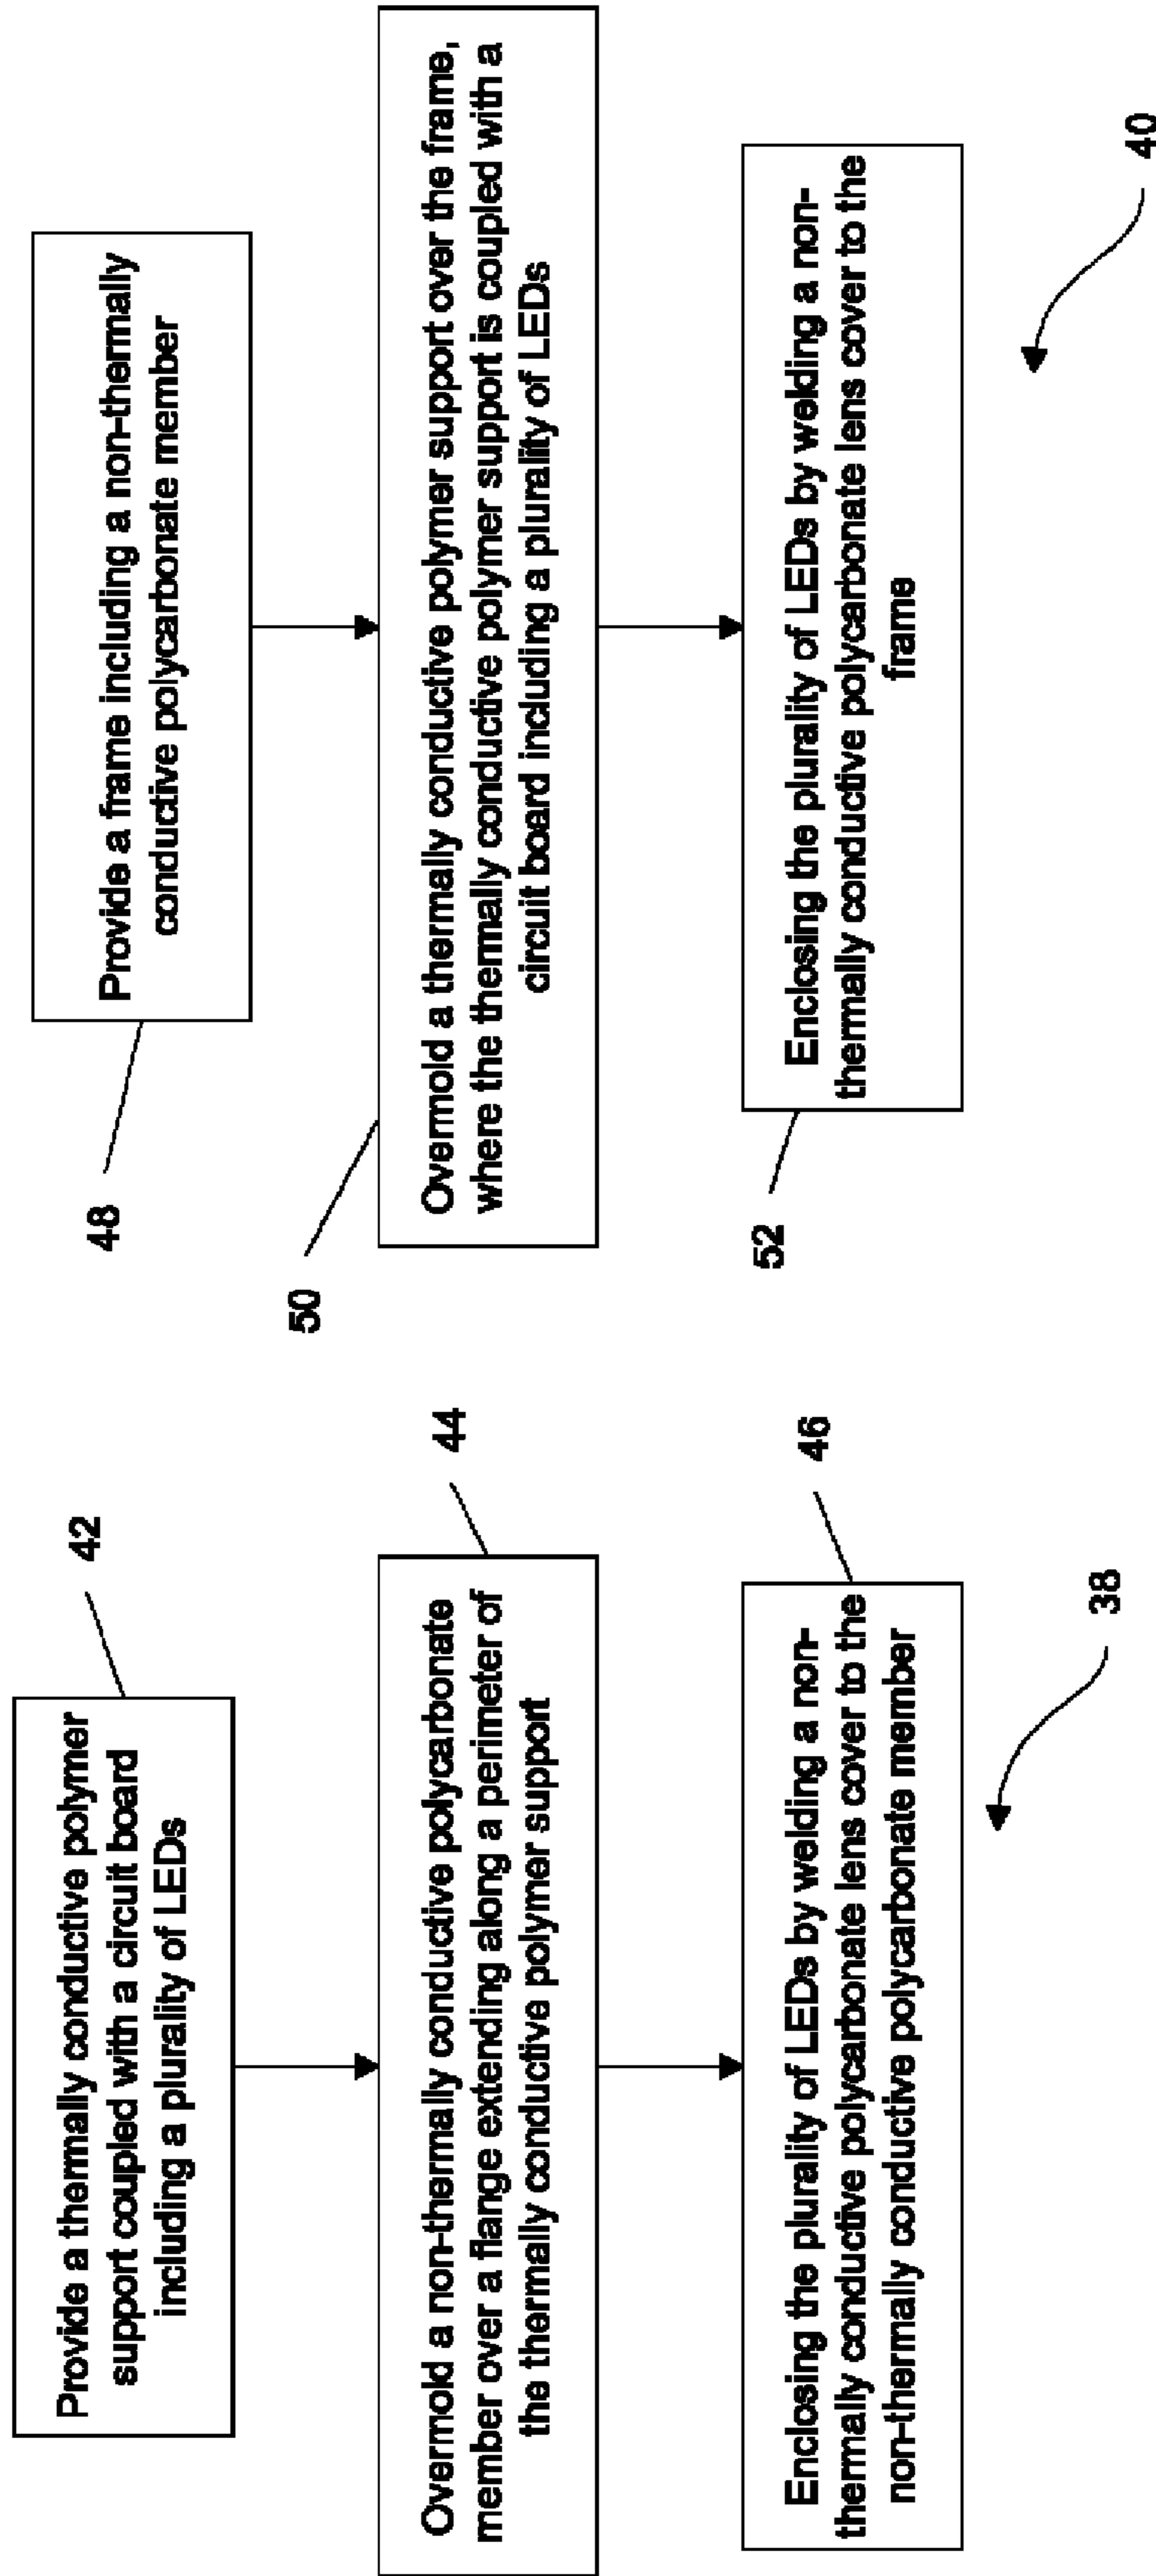 42
Provide a thermally conductive polymer
support coupled with a circuit board
including a plurality of LEDs
44
Overmold a non-thermally conductive polycarbonate
member over a flange extending along a perimeter of
the thermally conductive polymer support
46
Enclosing the plurality of LEDs by welding a non-
thermally conductive polycarbonate lens cover to the
non-thermally conductive polycarbonate member
38
48
Provide a frame including a non-thermally
conductive polycarbonate member
50
Overmold a thermally conductive polymer support over the frame,
where the thermally conductive polymer support is coupled with a
circuit board including a plurality of LEDs
52
Enclosing the plurality of LEDs by welding a non-
thermally conductive polycarbonate lens cover to the
frame
40